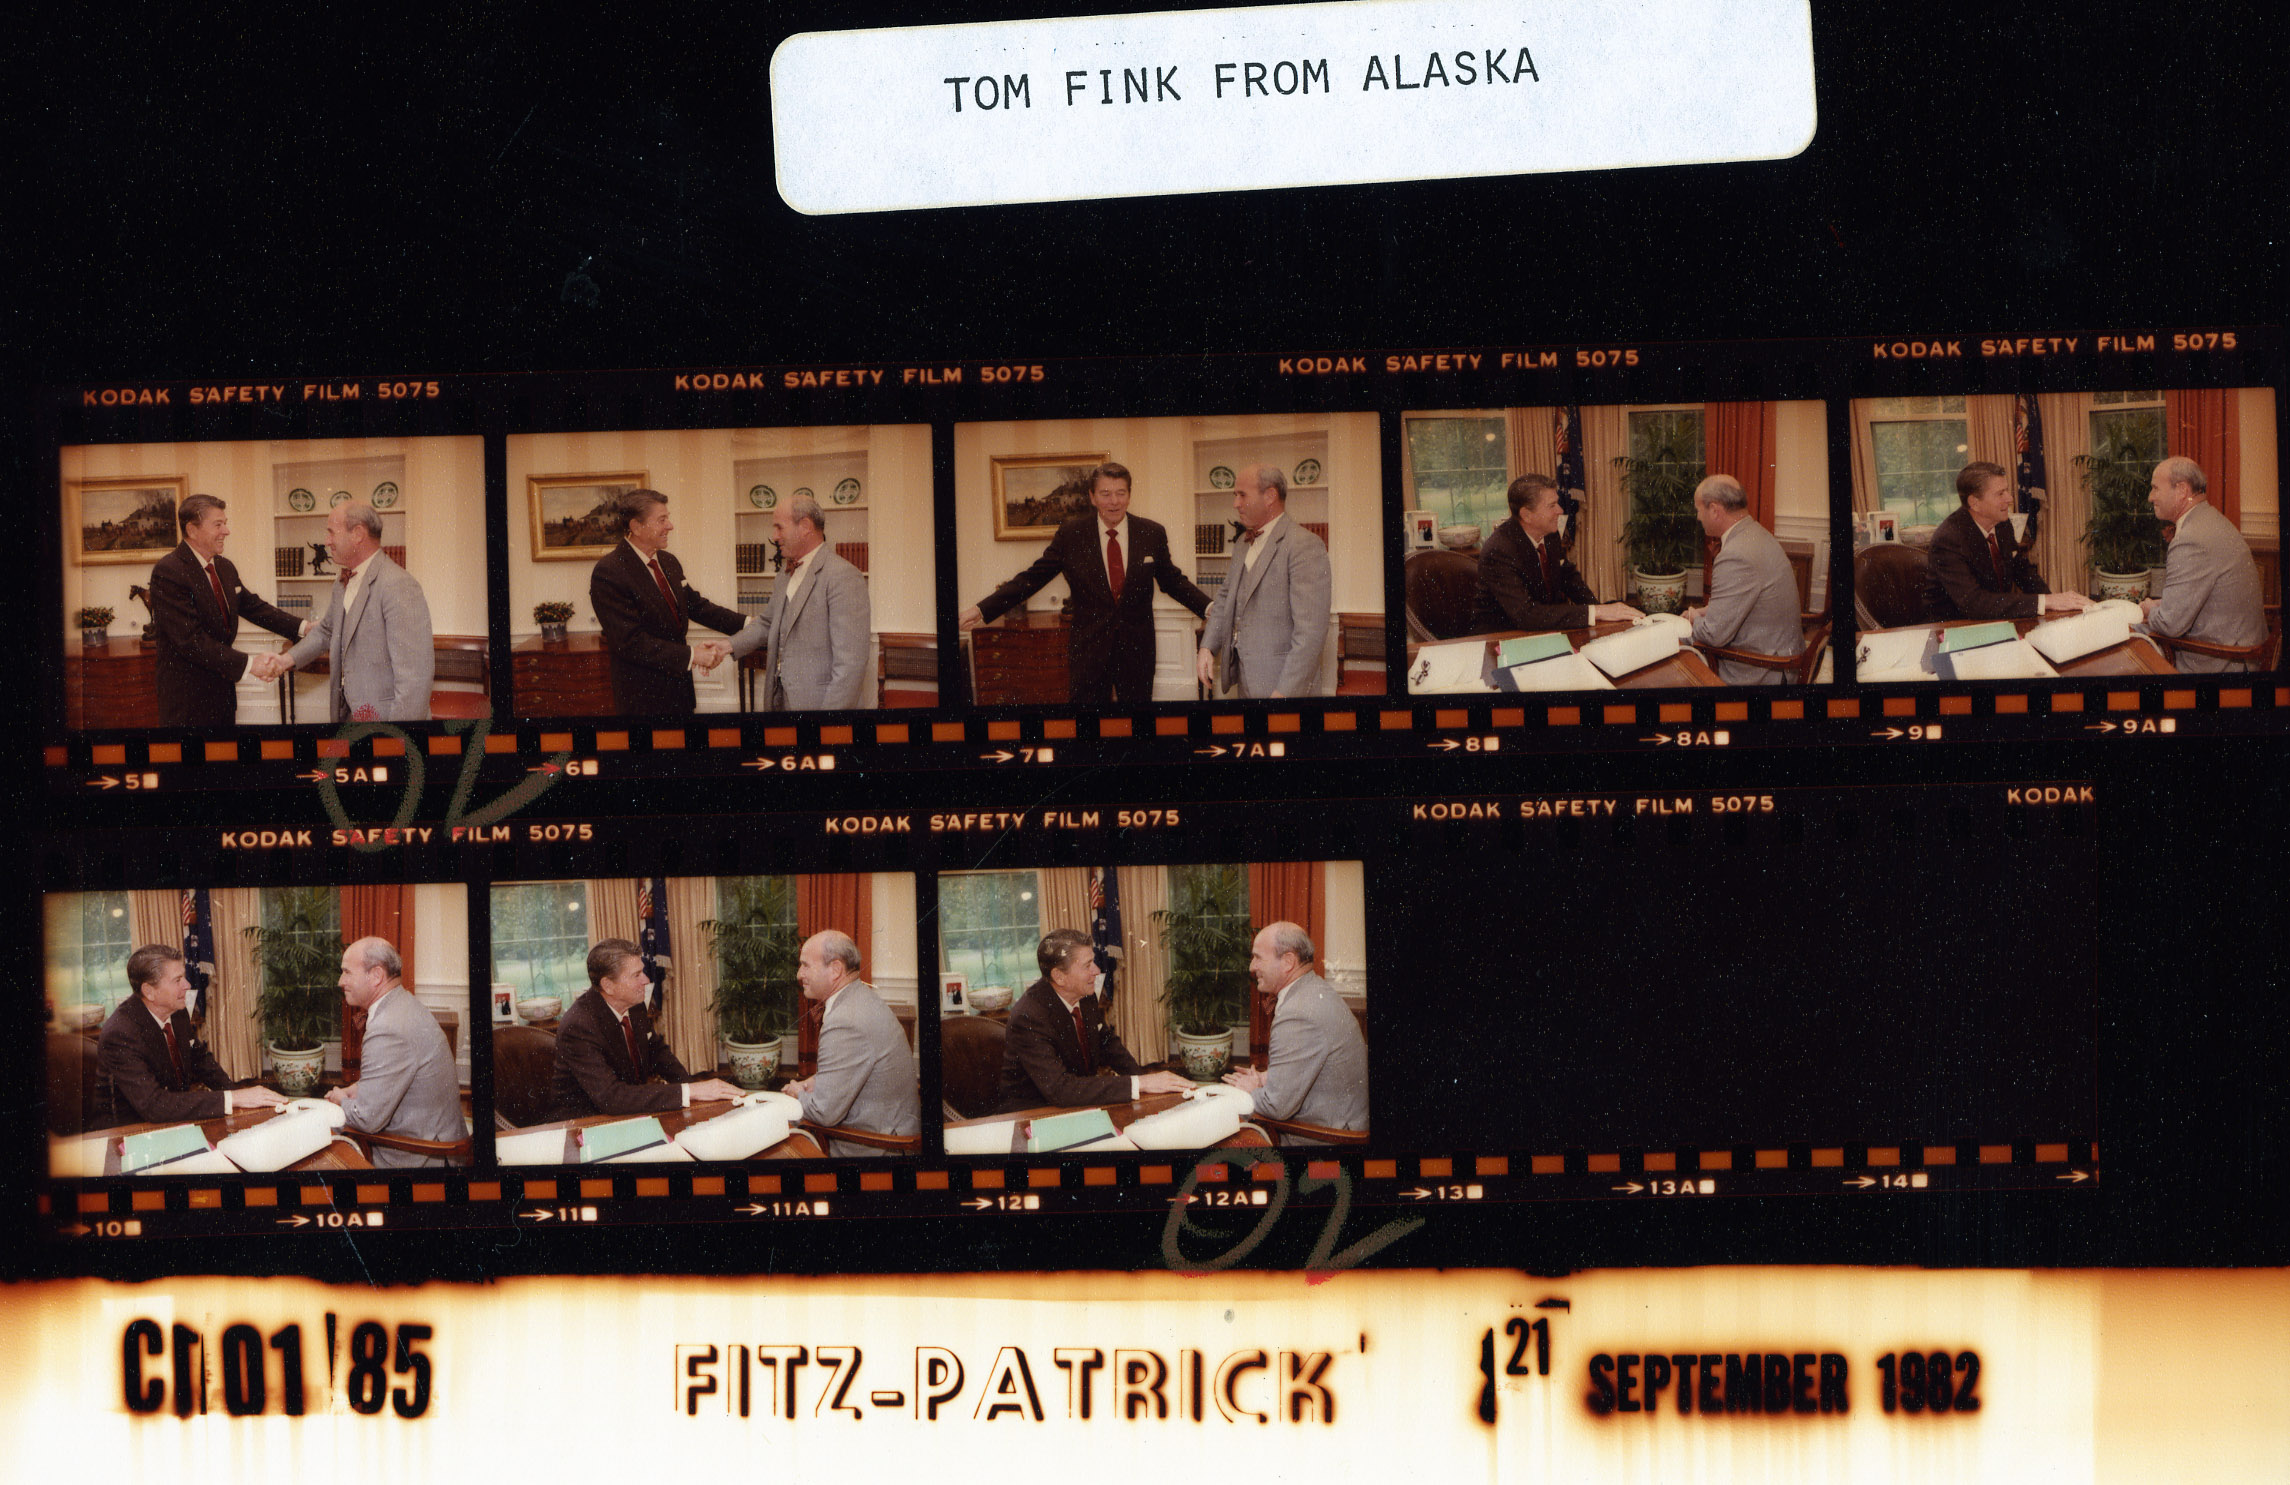 TOM FINK FROM ALASKA
KODAK SAFETY FILM 5075 KODAK SAFETY FILM 5075 KODAK SAFETY FILM 5075 KODAK SAFETY FILM 5075
→5 →5A →6 →6A →7 →7A →8 →8A →9 →9A
02
KODAK SAFETY FILM 5075 KODAK SAFETY FILM 5075 KODAK SAFETY FILM 5075 KODAK
→10 →10A →11 →11A →12 →12A →13 →13A →14 →
02
85 FITZ-PATRICK 21 SEPTEMBER 1982